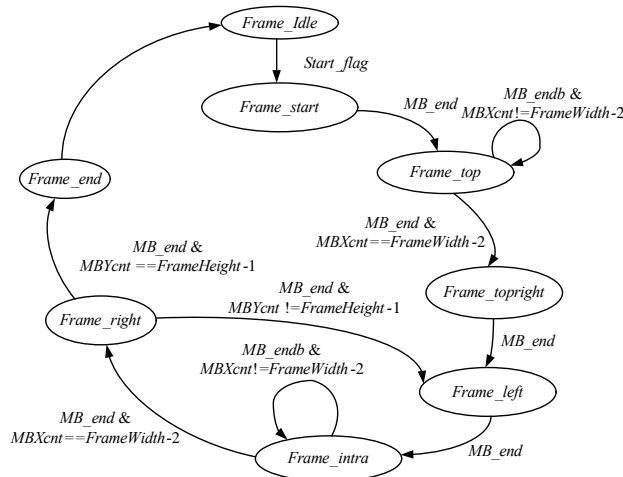 Frame_Idle
Start_flag
Frame_start
MB_end
MB_endb &
MBXcnt!=FrameWidth-2
Frame_top
Frame_end
MB_end &
MBXcnt==FrameWidth-2
MB_end &
MBYcnt ==FrameHeight-1
Frame_topright
MB_end &
MBYcnt !=FrameHeight-1
Frame_right
MB_end
MB_endb &
MBXcnt!=FrameWidth-2
Frame_left
MB_end &
MBXcnt==FrameWidth-2
MB_end
Frame_intra